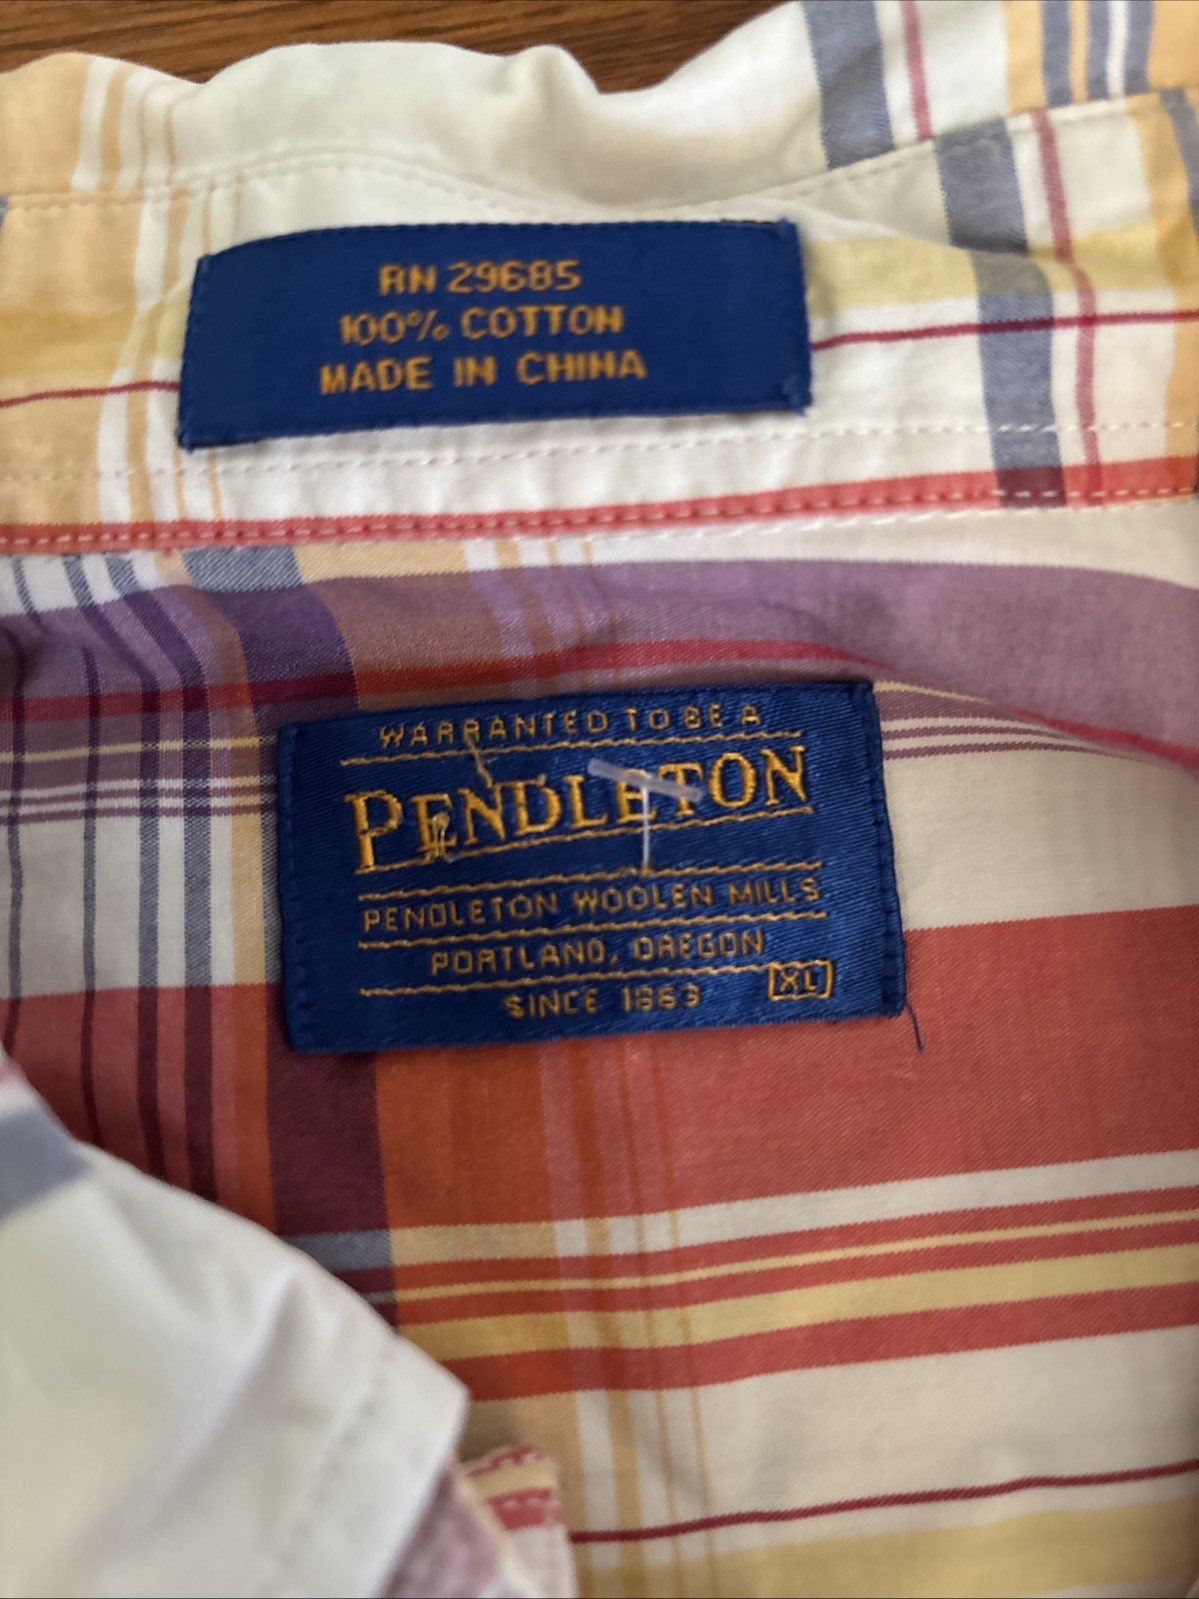 RN 29685
100% COTTON
MADE IN CHINA
WARRANTED TO BE A
PENDLETON
PENDLETON WOOLEN MILLS
PORTLAND, OREGON
SINCE 1863 XL